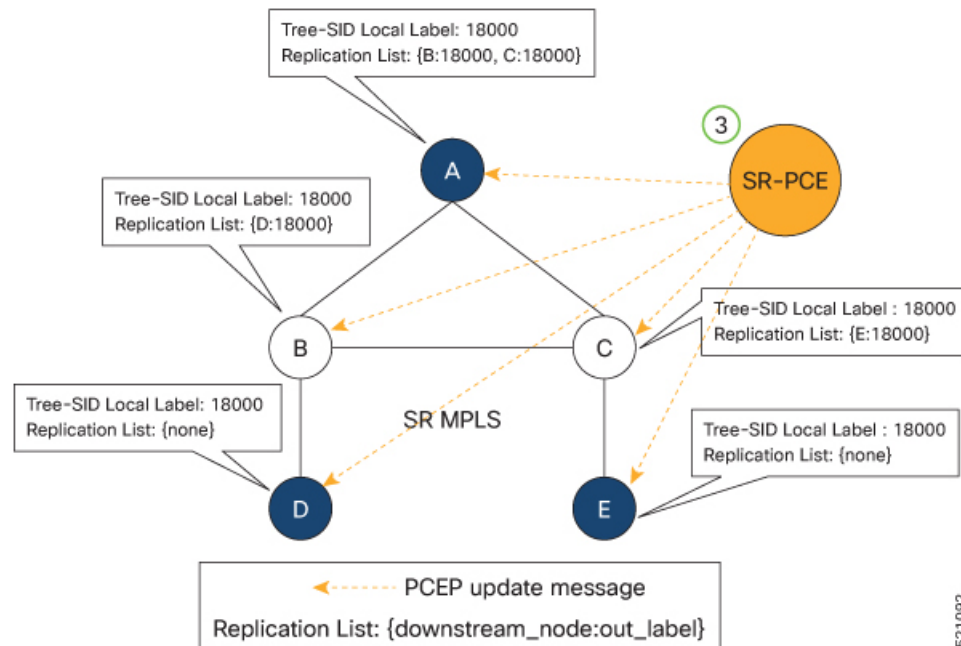 Tree-SID Local Label: 18000
Replication List: {B:18000, C:18000}
3
A
SR-PCE
Tree-SID Local Label: 18000
Replication List: {D:18000}
B
C
Tree-SID Local Label : 18000
Replication List: {E:18000}
Tree-SID Local Label: 18000
Replication List: {none}
SR MPLS
Tree-SID Local Label : 18000
Replication List: {none}
D
E
PCEP update message
Replication List: {downstream_node:out_label}